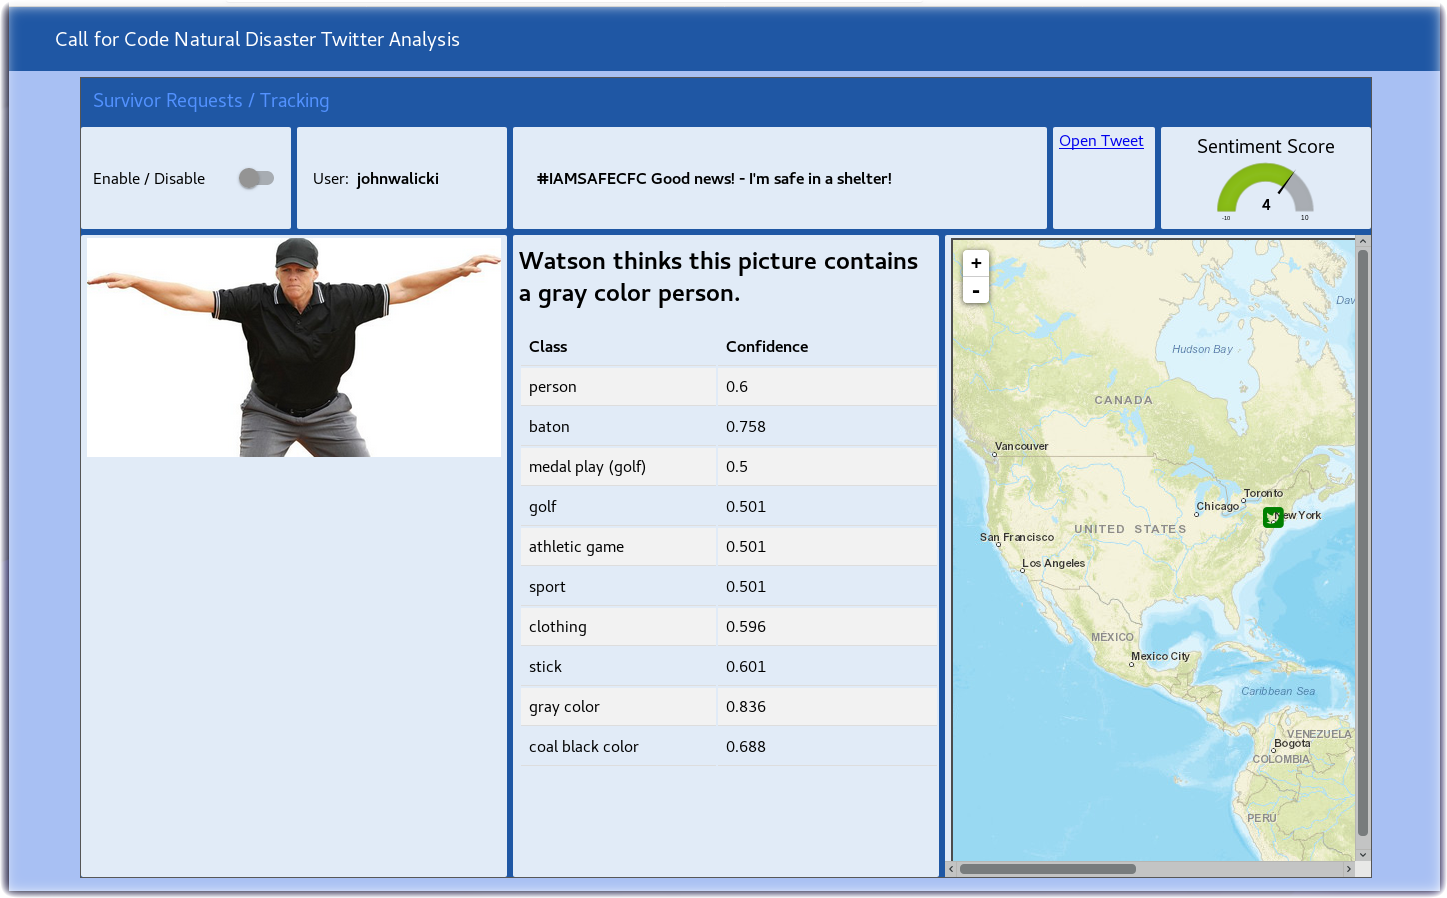 Call for Code Natural Disaster Twitter Analysis
Survivor Requests / Tracking
Enable / Disable
User: johnwalicki
#IAMSAFECFC Good news! - I'm safe in a shelter!
Open Tweet
Sentiment Score
4
-10
10
Watson thinks this picture contains
a gray color person.
Class Confidence
person 0.6
baton 0.758
medal play (golf) 0.5
golf 0.501
athletic game 0.501
sport 0.501
clothing 0.596
stick 0.601
gray color 0.836
coal black color 0.688
+
-
Dav
Hudson Bay
CANADA
Vancouver
Toronto
Chicago
ew York
UNITED STATES
San Francisco
Los Angeles
MÉXICO
Mexico City
Caribbean Sea
VENEZUELA
Bogota
COLOMBIA
PERÚ